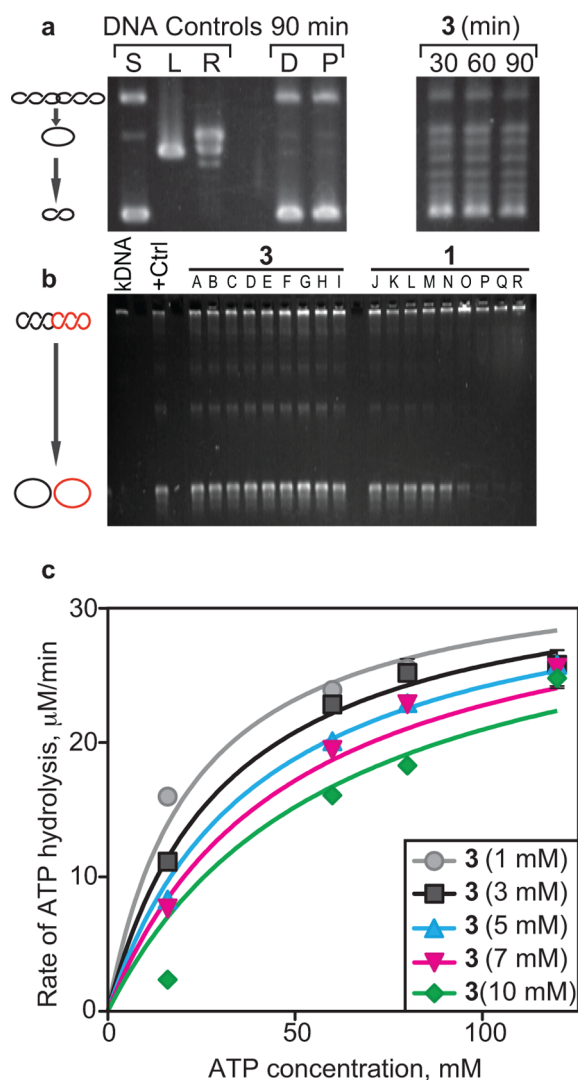 a
DNA Controls 90 min 3 (min)
S L R D P 30 60 90
b
kDNA +Ctrl 3 1
A B C D E F G H I J K L M N O P Q R
c
30
20
10
0
Rate of ATP hydrolysis, µM/min
3 (1 mM)
3 (3 mM)
3 (5 mM)
3 (7 mM)
3 (10 mM)
0 50 100
ATP concentration, mM